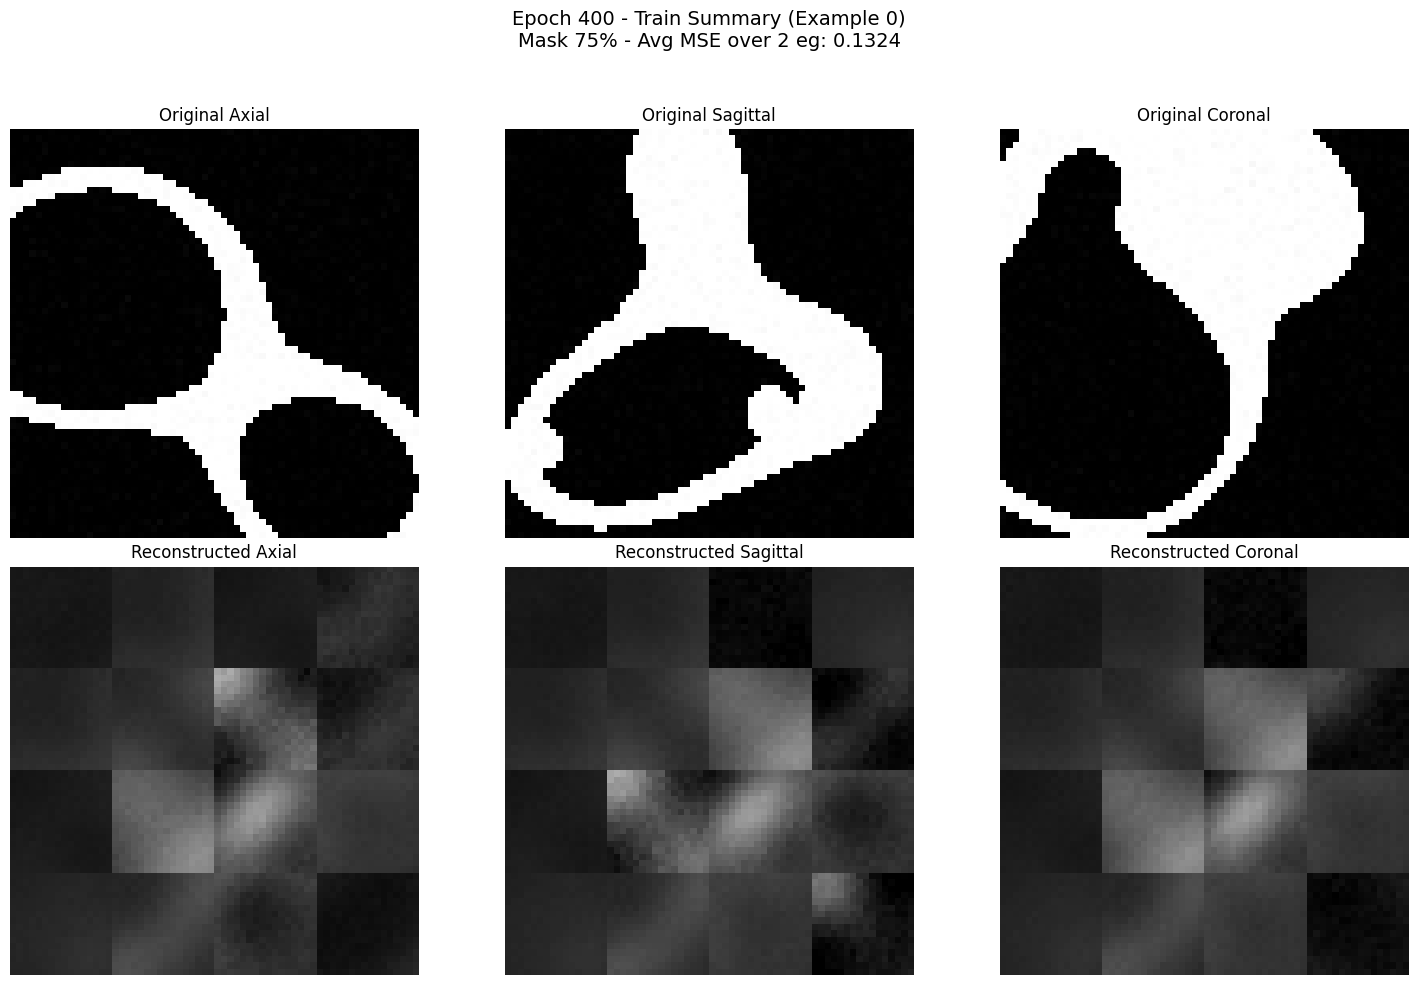 Epoch 400 - Train Summary (Example 0)
Mask 75% - Avg MSE over 2 eg: 0.1324
Original Axial
Original Sagittal
Original Coronal
Reconstructed Axial
Reconstructed Sagittal
Reconstructed Coronal